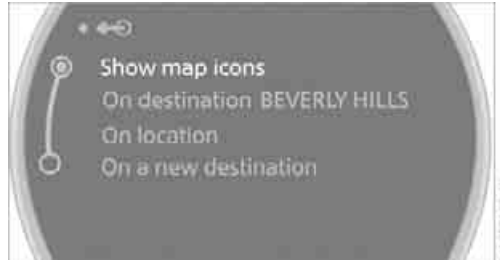 Show map icons
On destination BEVERLY HILLS
On location
On a new destination